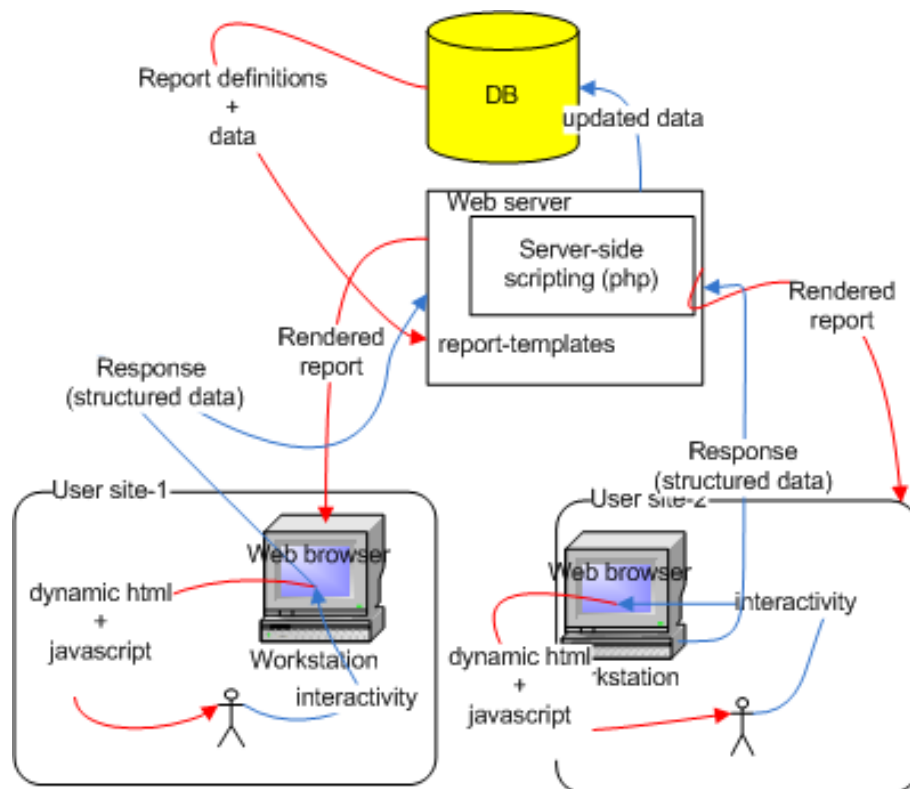 Report definitions
+
data
DB
updated data
Web server
Server-side
scripting (php)
report-templates
Rendered
report
Rendered
report
Response
(structured data)
Response
(structured data)
User site-1
Web browser
dynamic html
+
javascript
Workstation
interactivity
User site-2
Web browser
interactivity
dynamic html
+
javascript
rkstation